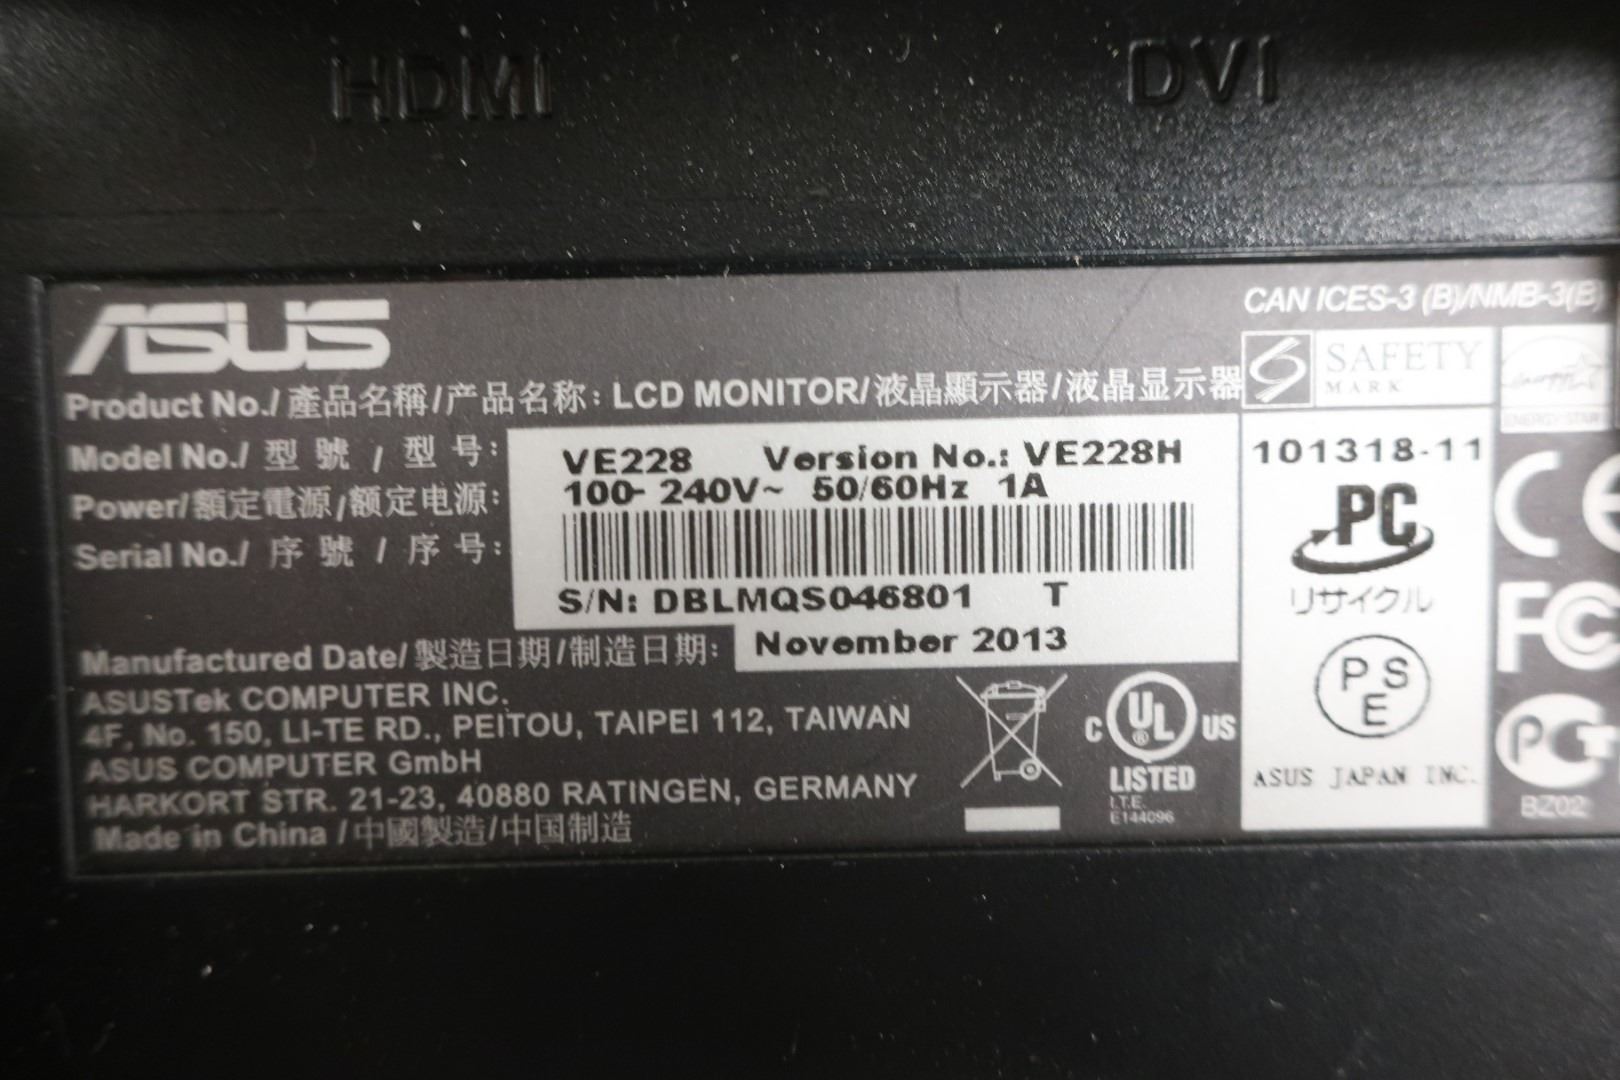 HDMI
DVI
ASUS
CAN ICES-3 (B)/NMB-3(B)
SAFETY
MARK
ENERGY STAR
Product No./產品名稱/产品名称: LCD MONITOR/液晶顯示器/液晶显示器
Model No./ 型 號 / 型 号:
VE228 Version No.: VE228H
Power/額定電源/额定电源:
100- 240V~ 50/60Hz 1A
Serial No./ 序 號 / 序 号:
S/N: DBLMQS046801 T
Manufactured Date/製造日期/制造日期:
November 2013
ASUSTek COMPUTER INC.
4F, No. 150, LI-TE RD., PEITOU, TAIPEI 112, TAIWAN
ASUS COMPUTER GmbH
HARKORT STR. 21-23, 40880 RATINGEN, GERMANY
Made in China /中國製造/中国制造
C UL ® US
LISTED
I.T.E.
E144096
101318-11
PC
リサイクル
PSE
ASUS JAPAN INC.
CE
FC
PCT
BZ02